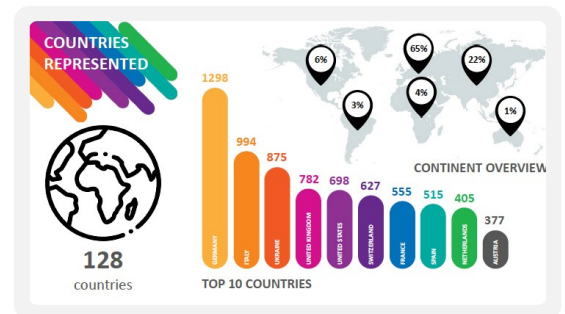 COUNTRIES
REPRESENTED
128
countries
1298
994
875
782
698
627
555
515
405
377
GERMANY
ITALY
UKRAINE
UNITED KINGDOM
UNITED STATES
SWITZERLAND
FRANCE
SPAIN
NETHERLANDS
AUSTRIA
TOP 10 COUNTRIES
6%
65%
22%
3%
4%
1%
CONTINENT OVERVIEW